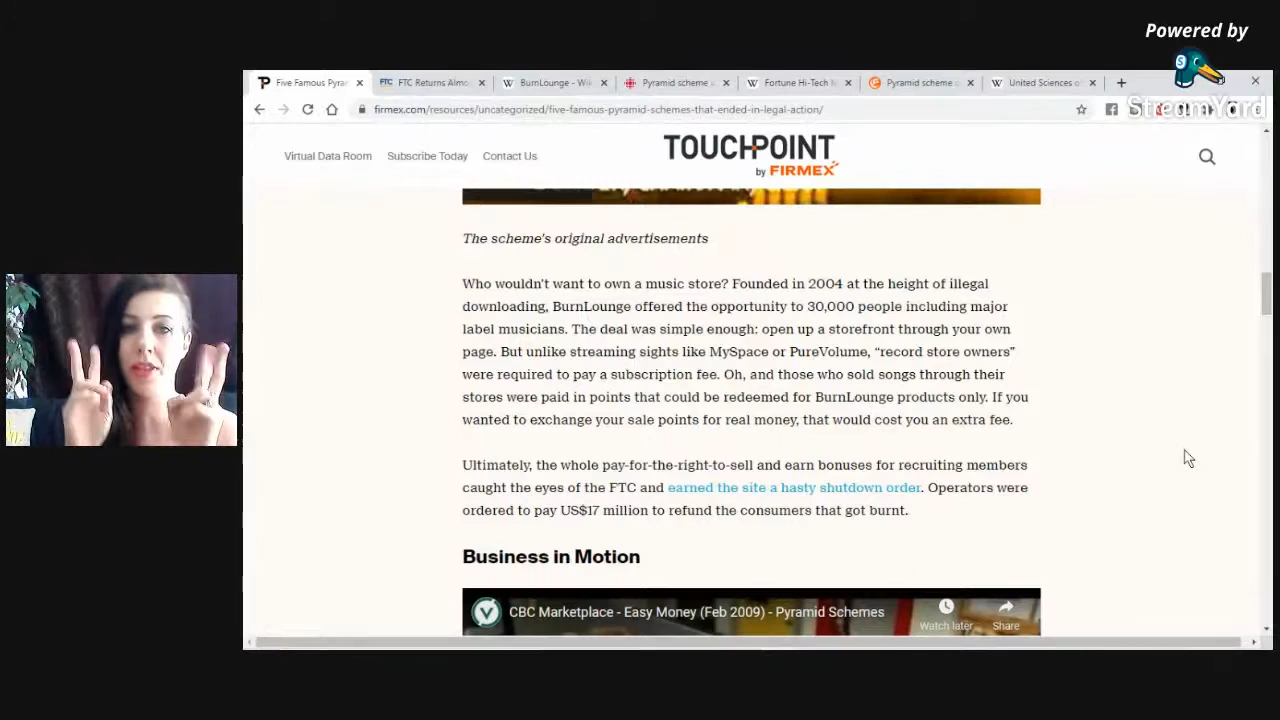 Powered by
StreamYard
Five Famous Pyra
FTC FTC Returns Almo
BurnLounge - Wik
Pyramid scheme
Fortune Hi-Tech M
Pyramid scheme
United Sciences o
firmex.com/resources/uncategorized/five-famous-pyramid-schemes-that-ended-in-legal-action/
Virtual Data Room Subscribe Today Contact Us
TOUCHPOINT
by FIRMEX
The scheme's original advertisements
Who wouldn't want to own a music store? Founded in 2004 at the height of illegal
downloading, BurnLounge offered the opportunity to 30,000 people including major
label musicians. The deal was simple enough: open up a storefront through your own
page. But unlike streaming sights like MySpace or PureVolume, “record store owners”
were required to pay a subscription fee. Oh, and those who sold songs through their
stores were paid in points that could be redeemed for BurnLounge products only. If you
wanted to exchange your sale points for real money, that would cost you an extra fee.
Ultimately, the whole pay-for-the-right-to-sell and earn bonuses for recruiting members
caught the eyes of the FTC and earned the site a hasty shutdown order. Operators were
ordered to pay US$17 million to refund the consumers that got burnt.
Business in Motion
CBC Marketplace - Easy Money (Feb 2009) - Pyramid Schemes
Watch later Share